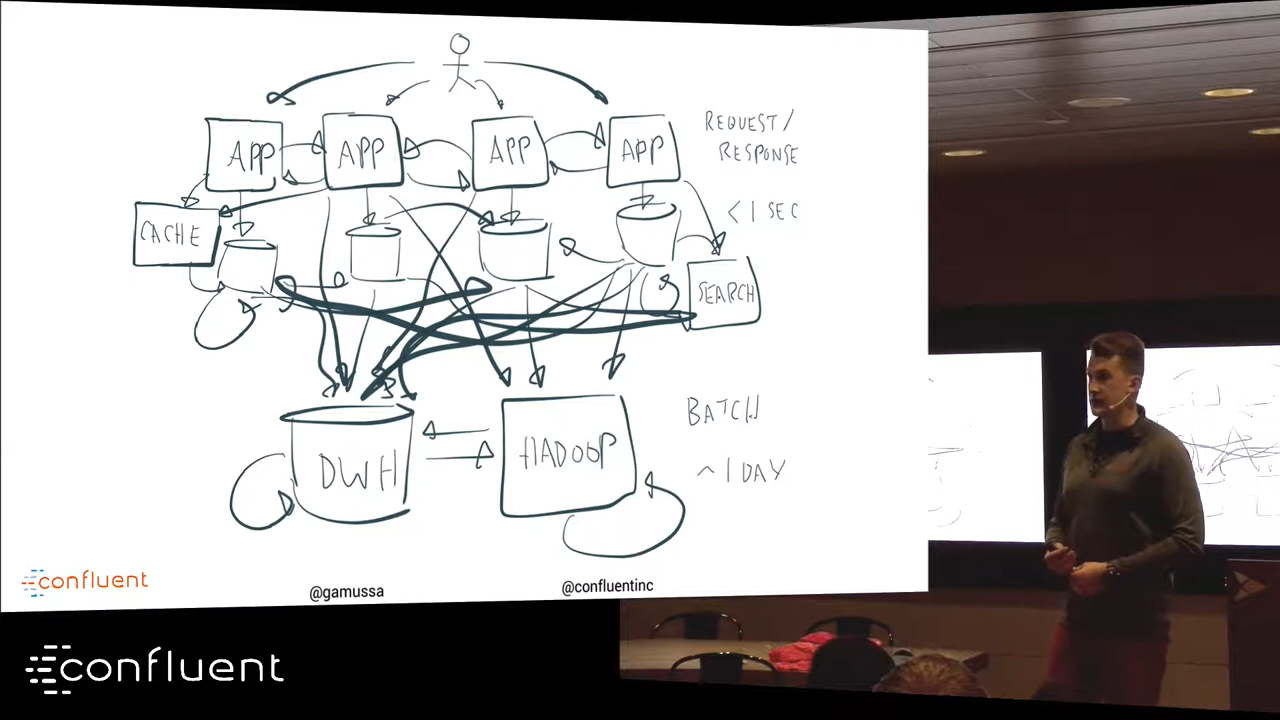 APP
APP
APP
APP
REQUEST/
RESPONSE
CACHE
<1 SEC
SEARCH
DWH
HADOOP
BATCH
~1 DAY
confluent
@gamussa
@confluentinc
confluent